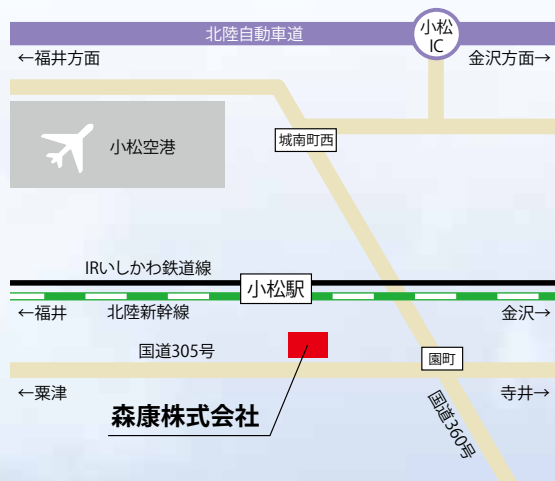 北陸自動車道
小松
IC
←福井方面
金沢方面→
小松空港
城南町西
IRいしかわ鉄道線
小松駅
←福井
北陸新幹線
金沢→
国道305号
園町
←粟津
寺井→
森康株式会社
国道360号